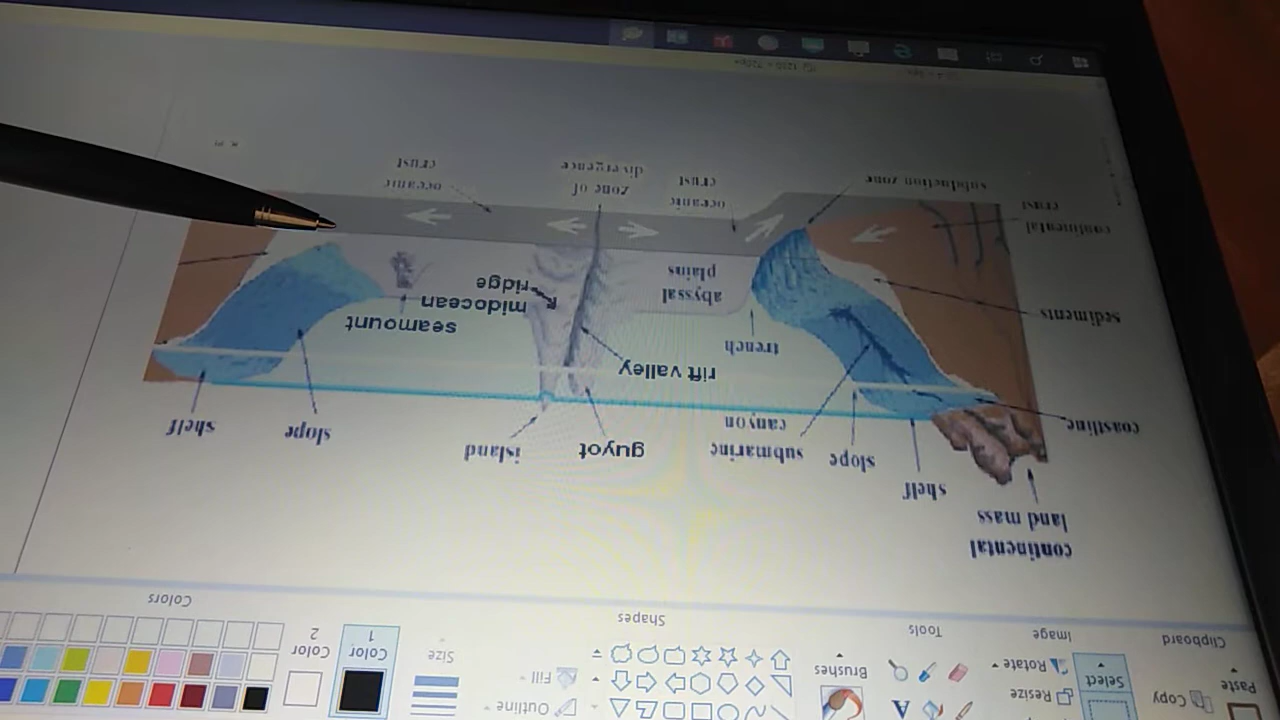 Paste
Copy
Clipboard
Select
Resize
Rotate
Image
A
Tools
Brushes
Outline
Fill
Shapes
Size
Color
1
Color
2
Colors
continental
land mass
shelf
slope
submarine
canyon
guyot
island
slope
shelf
coastline
rift valley
trench
seamount
sediments
abyssal
plains
midocean
ridge
continental
crust
subduction zone
oceanic
crust
zone of
divergence
oceanic
crust